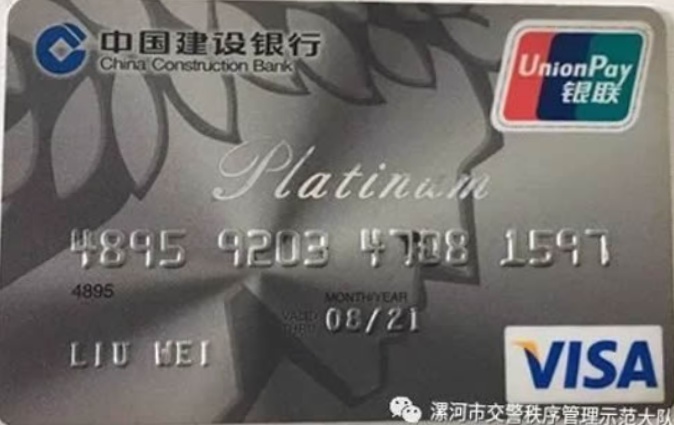 中国建设银行
China Construction Bank
UnionPay
银联
Platinum
4895 9203 4708 1597
4895
MONTH/YEAR
VALID
THRU 08/21
LIU WEI
VISA
漯河市交警秩序管理示范大队